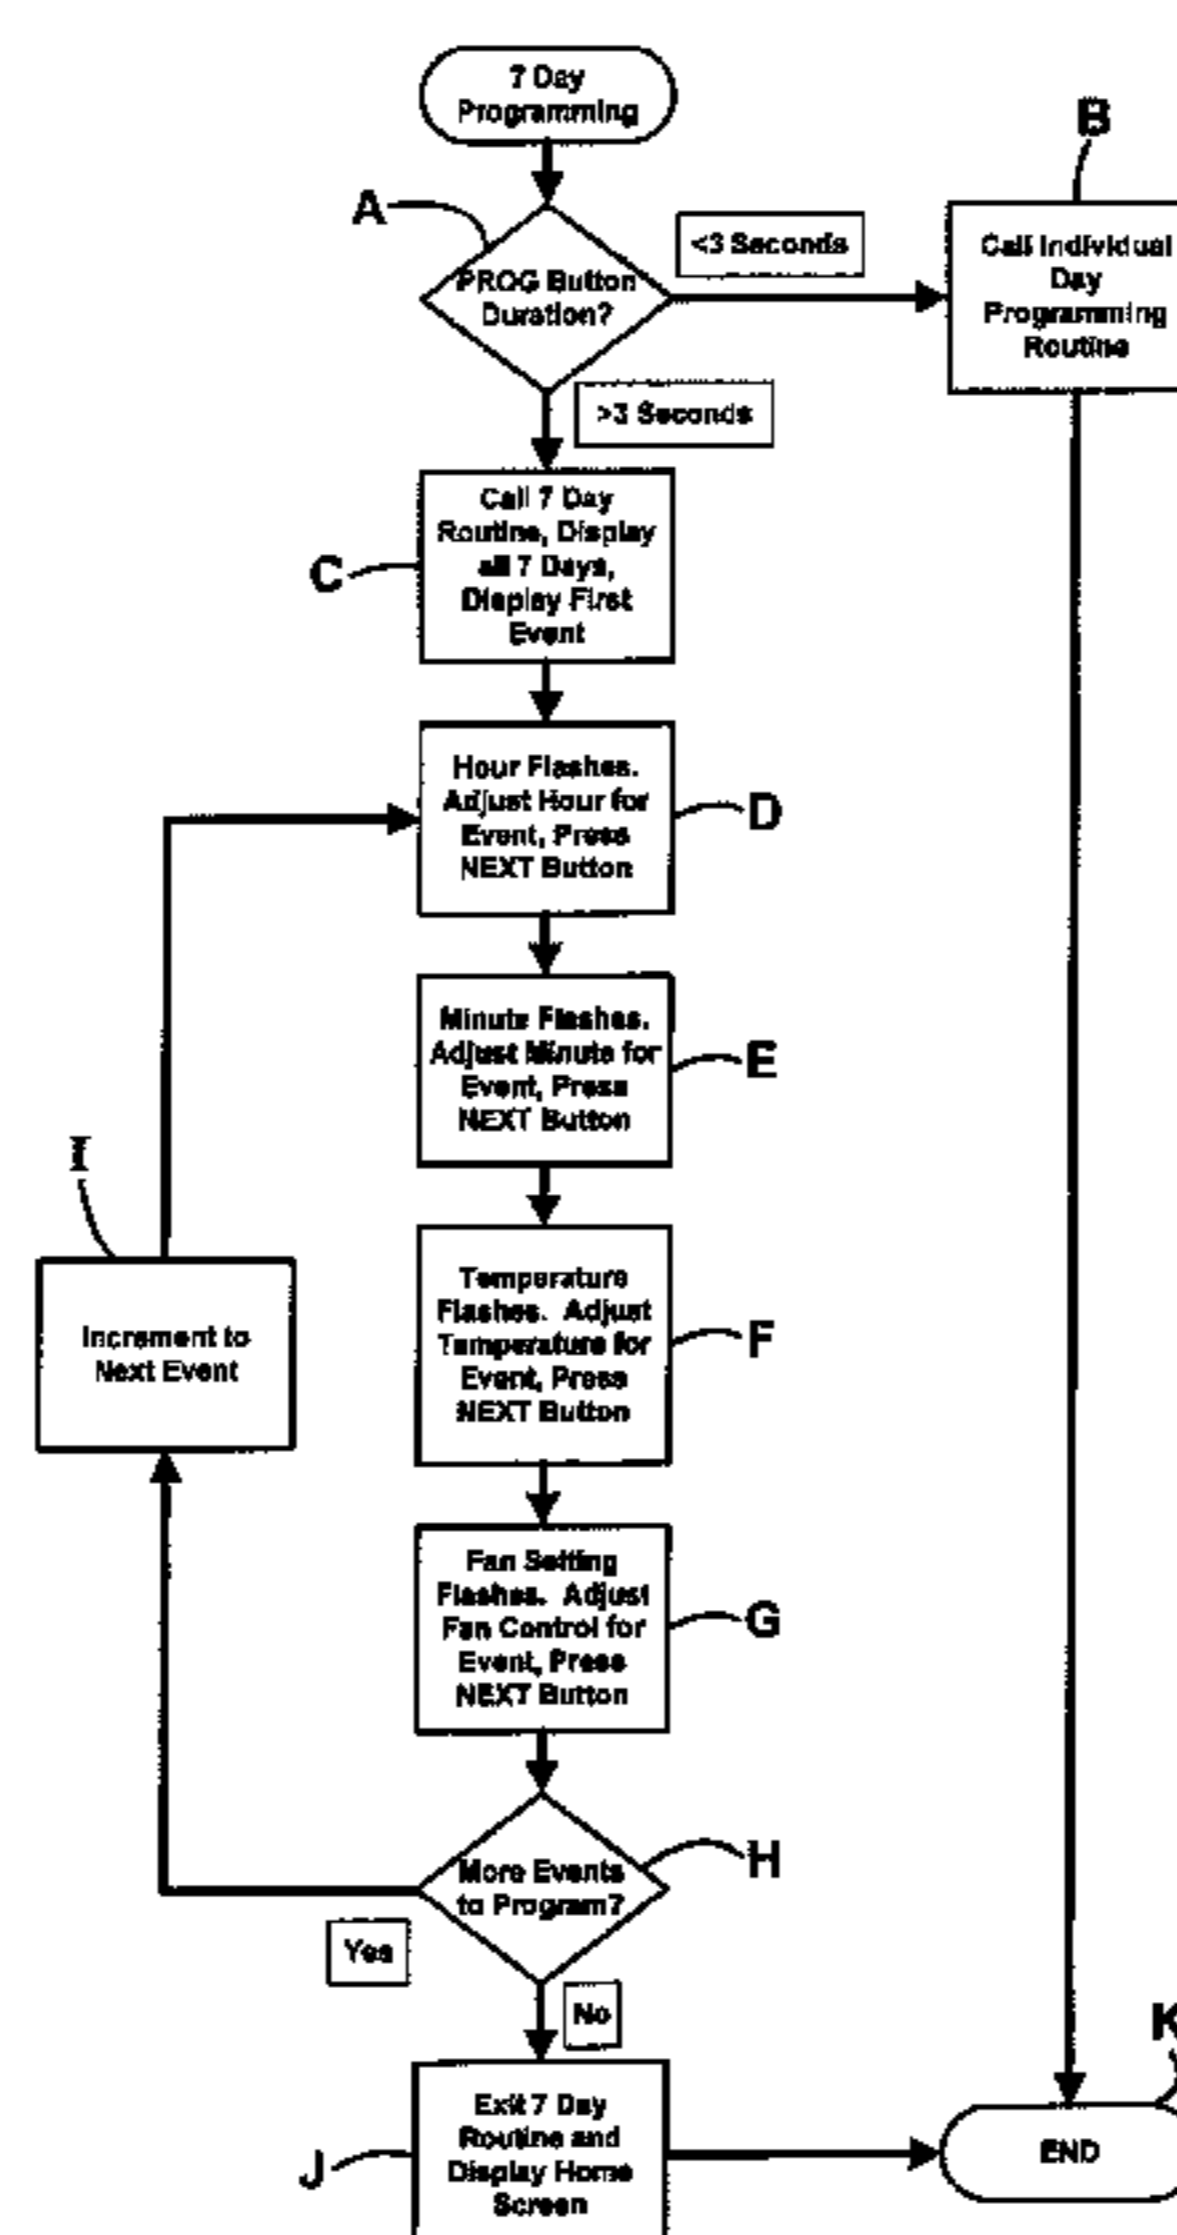 7 Day
Programming
A
B
<3 Seconds
PROG Button
Duration?
Call Individual
Day
Programming
Routine
>3 Seconds
C
Call 7 Day
Routine, Display
all 7 Days,
Display First
Event
Hour Flashes.
Adjust Hour for
Event, Press
NEXT Button
D
Minute Flashes.
Adjust Minute for
Event, Press
NEXT Button
E
I
Increment to
Next Event
Temperature
Flashes. Adjust
Temperature for
Event, Press
NEXT Button
F
Fan Setting
Flashes. Adjust
Fan Control for
Event, Press
NEXT Button
G
More Events
to Program?
H
Yes
No
K
Exit 7 Day
Routine and
Display Home
Screen
J
END